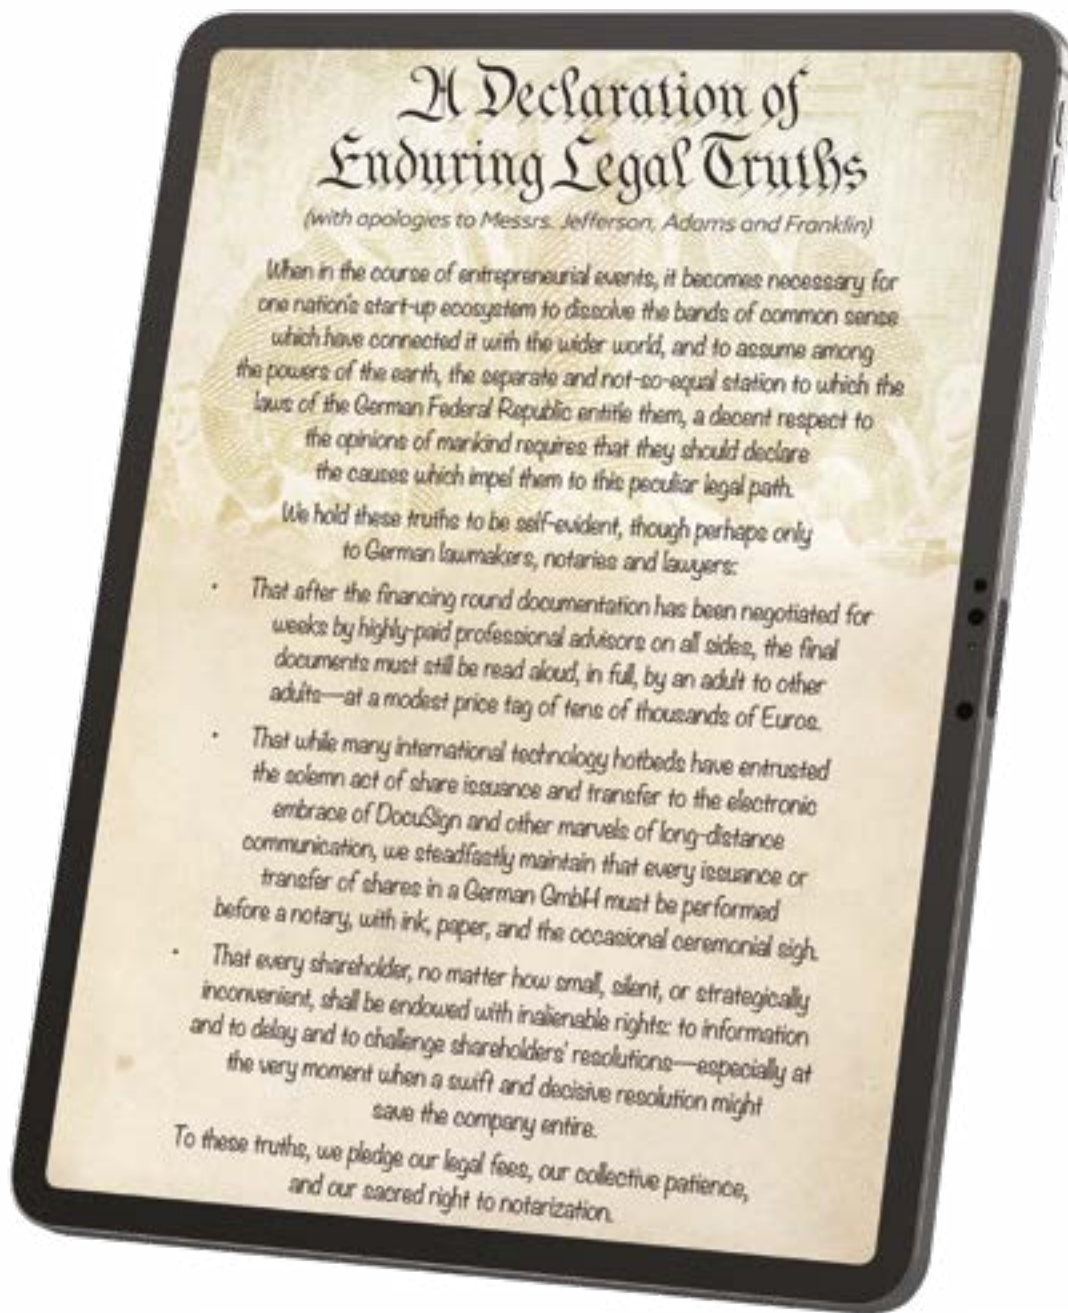 A Declaration of
Enduring Legal Truths
(with apologies to Messrs. Jefferson, Adams and Franklin)
When in the course of entrepreneurial events, it becomes necessary for
one nation's start-up ecosystem to dissolve the bands of common sense
which have connected it with the wider world, and to assume among
the powers of the earth, the separate and not-so-equal station to which the
laws of the German Federal Republic entitle them, a decent respect to
the opinions of mankind requires that they should declare
the causes which impel them to this peculiar legal path.
We hold these truths to be self-evident, though perhaps only
to German lawmakers, notaries and lawyers:
· That after the financing round documentation has been negotiated for
weeks by highly-paid professional advisors on all sides, the final
documents must still be read aloud, in full, by an adult to other
adults—at a modest price tag of tens of thousands of Euros.
· That while many international technology hotbeds have entrusted
the solemn act of share issuance and transfer to the electronic
embrace of DocuSign and other marvels of long-distance
communication, we steadfastly maintain that every issuance or
transfer of shares in a German GmbH must be performed
before a notary, with ink, paper, and the occasional ceremonial sigh.
· That every shareholder, no matter how small, silent, or strategically
inconvenient, shall be endowed with inalienable rights: to information
and to delay and to challenge shareholders' resolutions—especially at
the very moment when a swift and decisive resolution might
save the company entire.
To these truths, we pledge our legal fees, our collective patience,
and our sacred right to notarization.